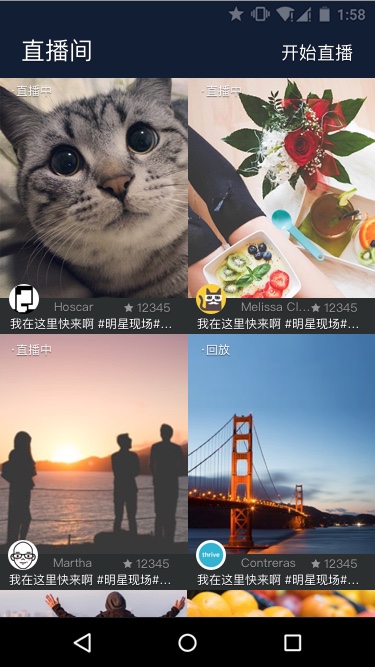 1:58
直播间
开始直播
·直播中
·直播中
Hoscar
12345
Melissa Cl...
12345
我在这里快来啊 #明星现场#...
我在这里快来啊 #明星现场#...
·直播中
·回放
Martha
12345
thrive
Contreras
12345
我在这里快来啊 #明星现场#...
我在这里快来啊 #明星现场#...